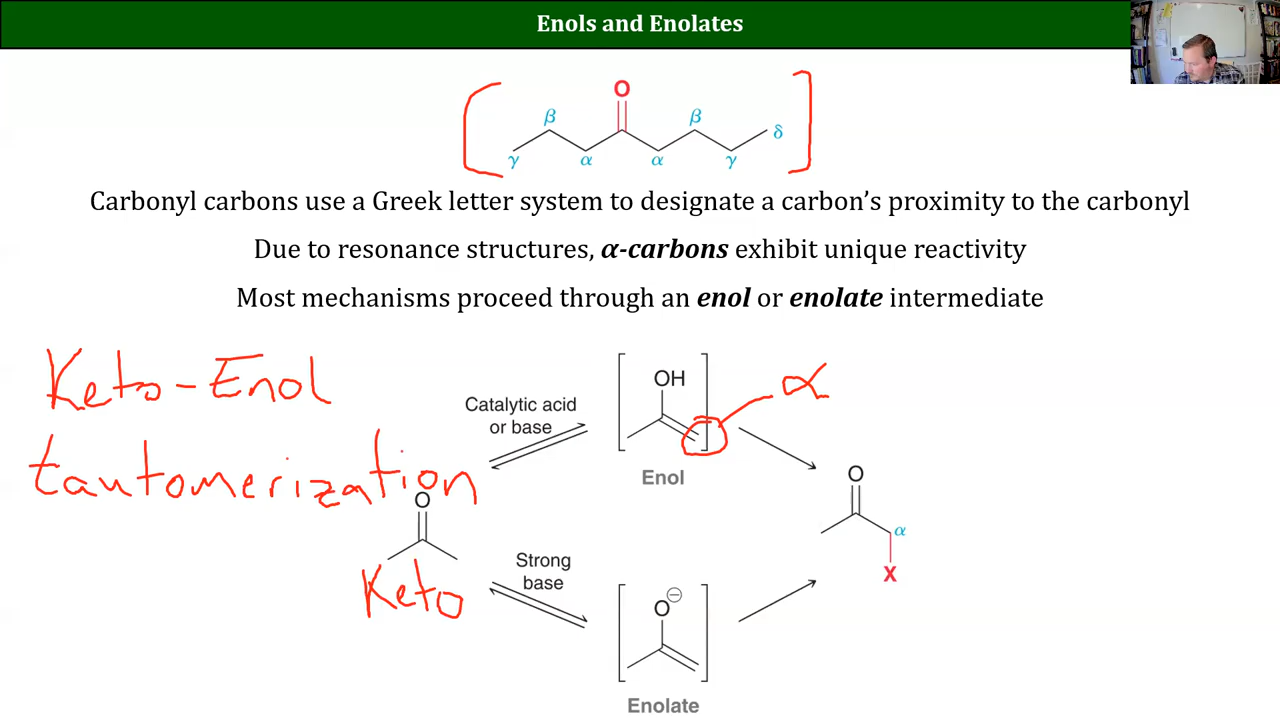 Enols and Enolates
O
β β
γ α α γ δ
Carbonyl carbons use a Greek letter system to designate a carbon's proximity to the carbonyl
Due to resonance structures, α-carbons exhibit unique reactivity
Most mechanisms proceed through an enol or enolate intermediate
Keto-Enol
tautomerization
O
Keto
Catalytic acid
or base
OH
α
Enol
Strong
base
O⊖
Enolate
O
α
X